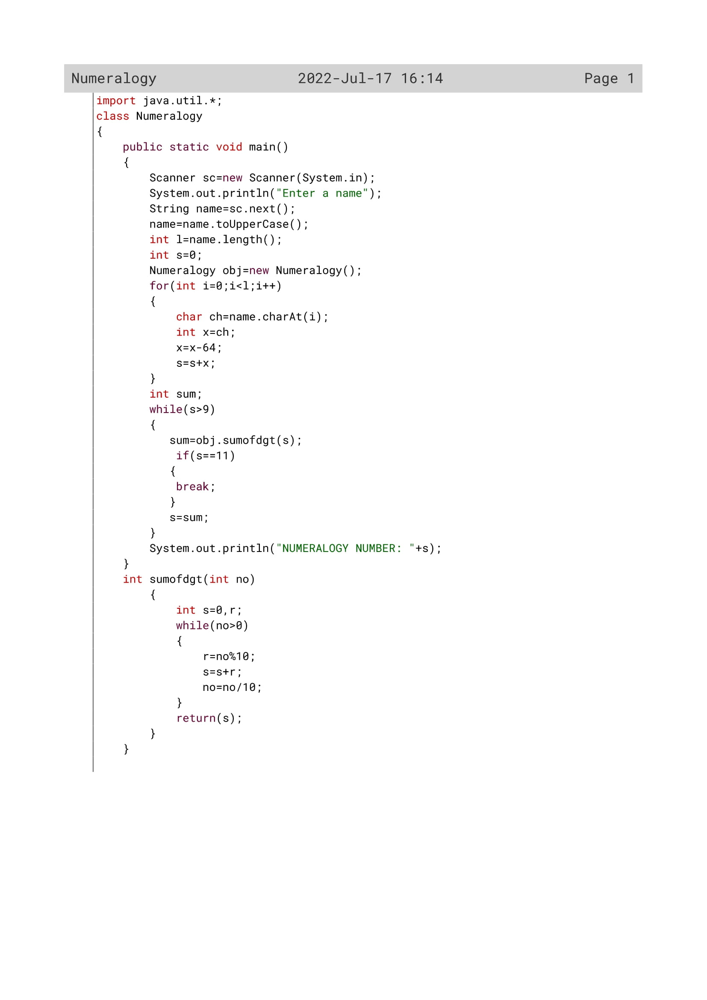 Numeralogy 2022-Jul-17 16:14 Page 1
import java.util.*;
class Numeralogy
{
    public static void main()
    {
        Scanner sc=new Scanner(System.in);
        System.out.println("Enter a name");
        String name=sc.next();
        name=name.toUpperCase();
        int l=name.length();
        int s=0;
        Numeralogy obj=new Numeralogy();
        for(int i=0;i<l;i++)
        {
            char ch=name.charAt(i);
            int x=ch;
            x=x-64;
            s=s+x;
        }
        int sum;
        while(s>9)
        {
           sum=obj.sumofdgt(s);
            if(s==11)
           {
            break;
           }
           s=sum;
        }
        System.out.println("NUMERALOGY NUMBER: "+s);
    }
    int sumofdgt(int no)
        {
            int s=0,r;
            while(no>0)
            {
                r=no%10;
                s=s+r;
                no=no/10;
            }
            return(s);
        }
    }